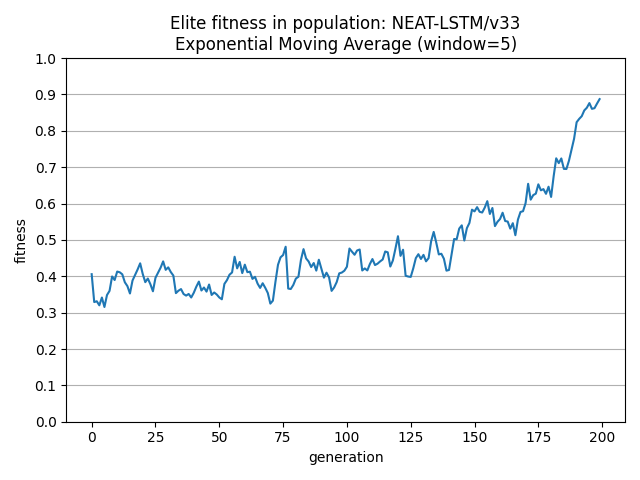 Elite fitness in population: NEAT-LSTM/v33
Exponential Moving Average (window=5)
1.0
0.9
0.8
0.7
0.6
0.5
0.4
0.3
0.2
0.1
0.0
fitness
0 25 50 75 100 125 150 175 200
generation